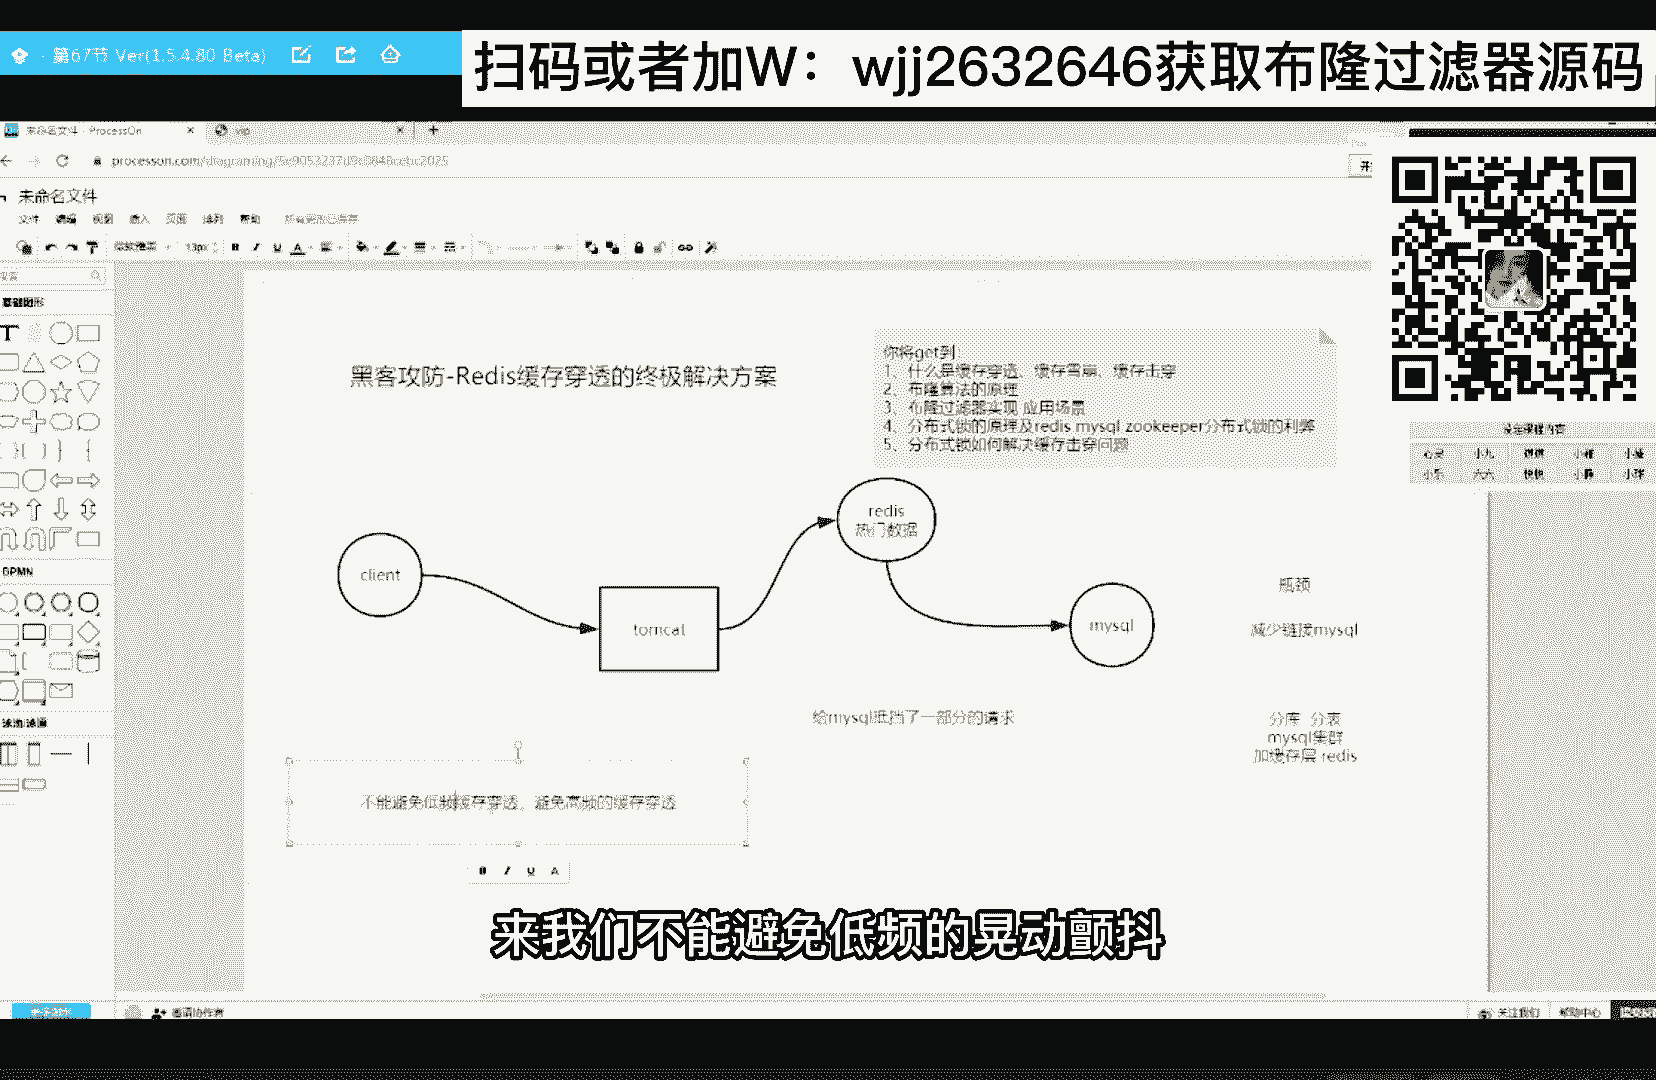 第67节 Ver(1.5.4.80 Beta)
扫码或者加W：wjj2632646获取布隆过滤器源码
未命名文件 - ProcessOn
vip
processon.com/diagraming/5e9053237d9c0848cebc2025
未命名文件
文件 编辑 视图 插入 页面 排列 帮助 所有更改已保存
13px
基础图形
BPMN
黑客攻防-Redis缓存穿透的终极解决方案
你将get到
1、什么是缓存穿透、缓存雪崩、缓存击穿
2、布隆算法的原理
3、布隆过滤器实现 应用场景
4、分布式锁的原理及redis mysql zookeeper分布式锁的利弊
5、分布式锁如何解决缓存击穿问题
client
tomcat
redis
热门数据
mysql
瓶颈
减少链接mysql
给mysql抵挡了一部分的请求
分库 分表
mysql集群
加缓存层 redis
不能避免低频缓存穿透，避免高频的缓存穿透
来我们不能避免低频的晃动颤抖
邀请协作者
关注我们
帮助中心